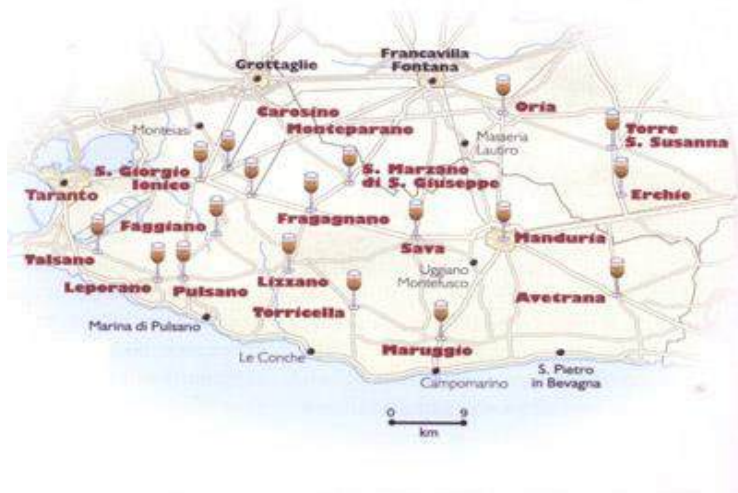 Francavilla
Fontana
Grottaglie
Oria
Carosino
Monteparano
Monteiasi
Torre
S. Susanna
Masseria
Lautiro
S. Giorgio
Ionico
S. Marzano
di S. Giuseppe
Taranto
Erchie
Fragagnano
Faggiano
Sava
Manduria
Talsano
Lizzano
Uggiano
Montefusco
Leporano
Pulsano
Avetrana
Torricella
Marina di Pulsano
Maruggio
Le Conche
S. Pietro
in Bevagna
Campomarino
0 9
km